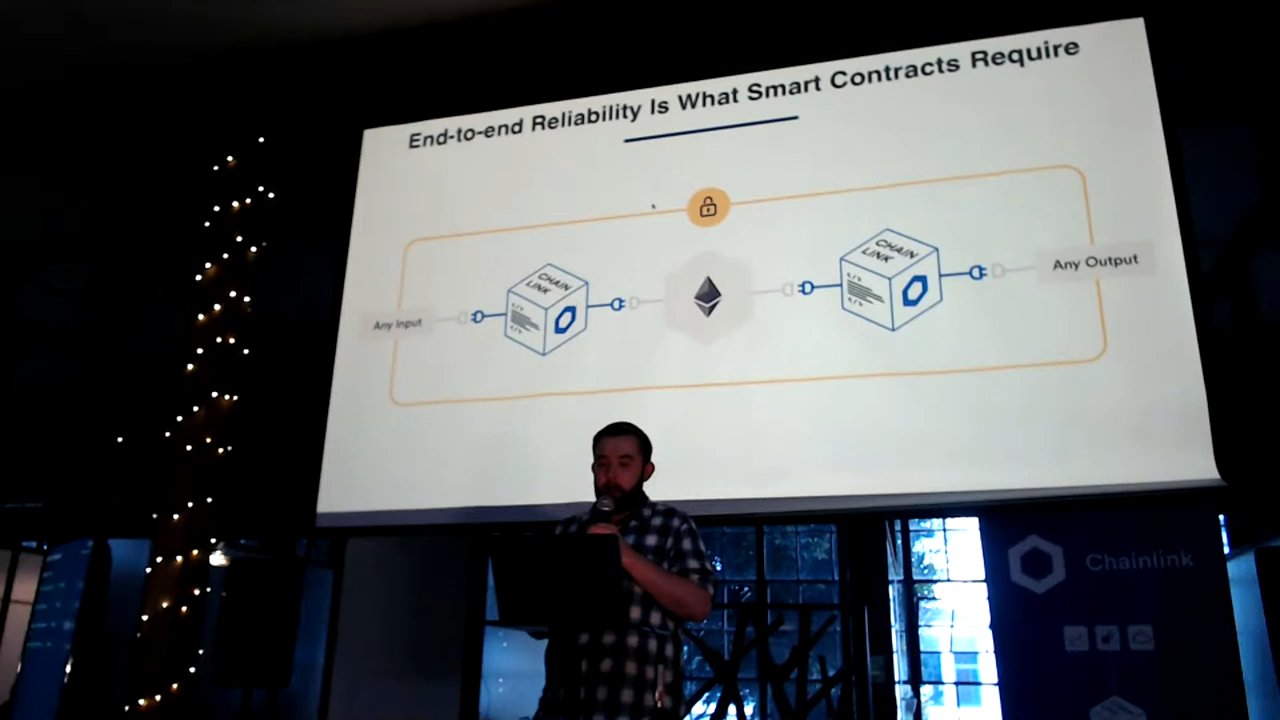 End-to-end Reliability Is What Smart Contracts Require
Any Input
CHAIN
LINK
</>
</>
CHAIN
LINK
</>
</>
Any Output
Chainlink